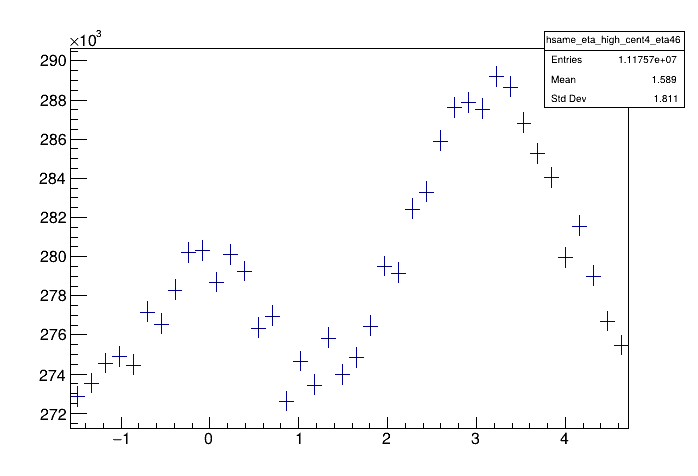 ×10³
hsame_eta_high_cent4_eta46
Entries 1.11757e+07
Mean 1.589
Std Dev 1.811
290
288
286
284
282
280
278
276
274
272
−1 0 1 2 3 4